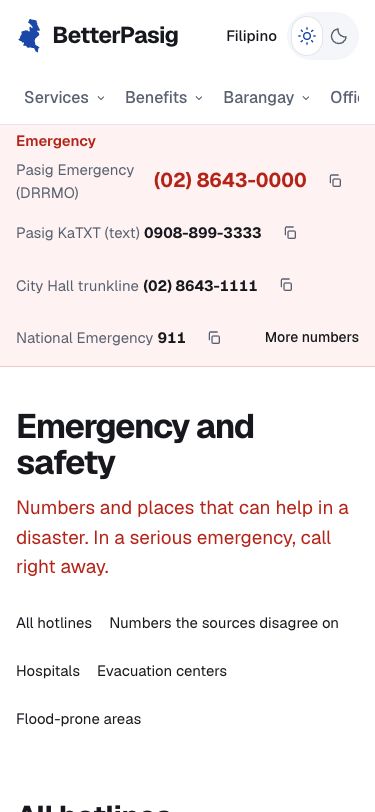 BetterPasig
Filipino
Services
Benefits
Barangay
Emergency
Pasig Emergency
(DRRMO)
(02) 8643-0000
Pasig KaTXT (text) 0908-899-3333
City Hall trunkline (02) 8643-1111
National Emergency 911
More numbers
Emergency and
safety
Numbers and places that can help in a
disaster. In a serious emergency, call
right away.
All hotlines
Numbers the sources disagree on
Hospitals
Evacuation centers
Flood-prone areas
All hotlines